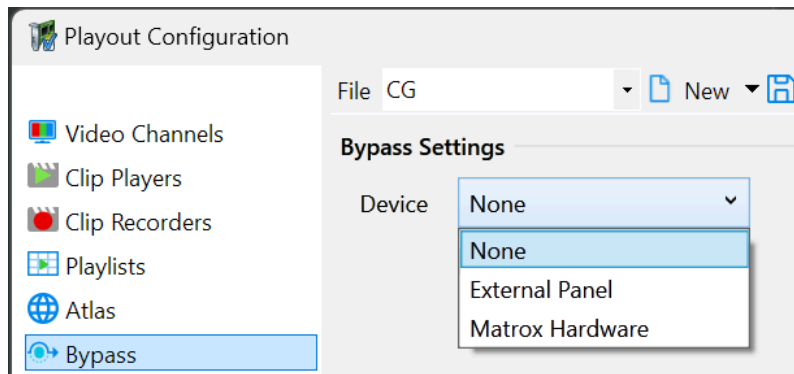 Playout Configuration
File CG New
Video Channels
Clip Players
Clip Recorders
Playlists
Atlas
Bypass
Bypass Settings
Device None
None
External Panel
Matrox Hardware